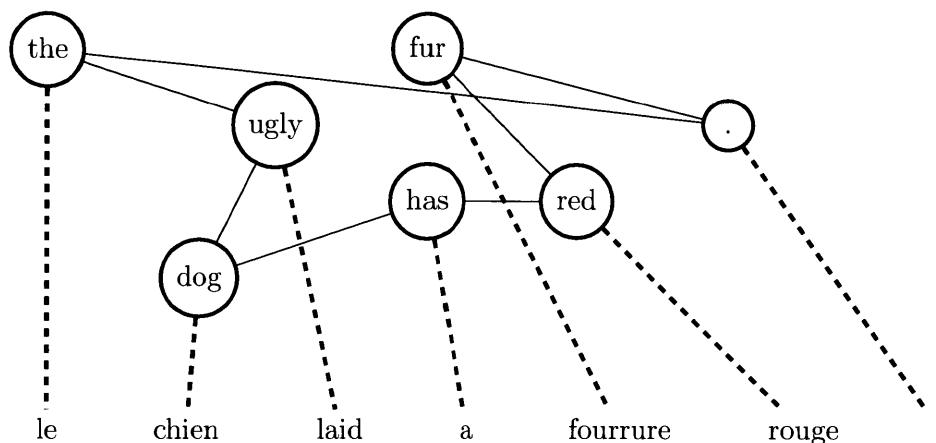 the fur
ugly .
has red
dog
le chien laid a fourrure rouge